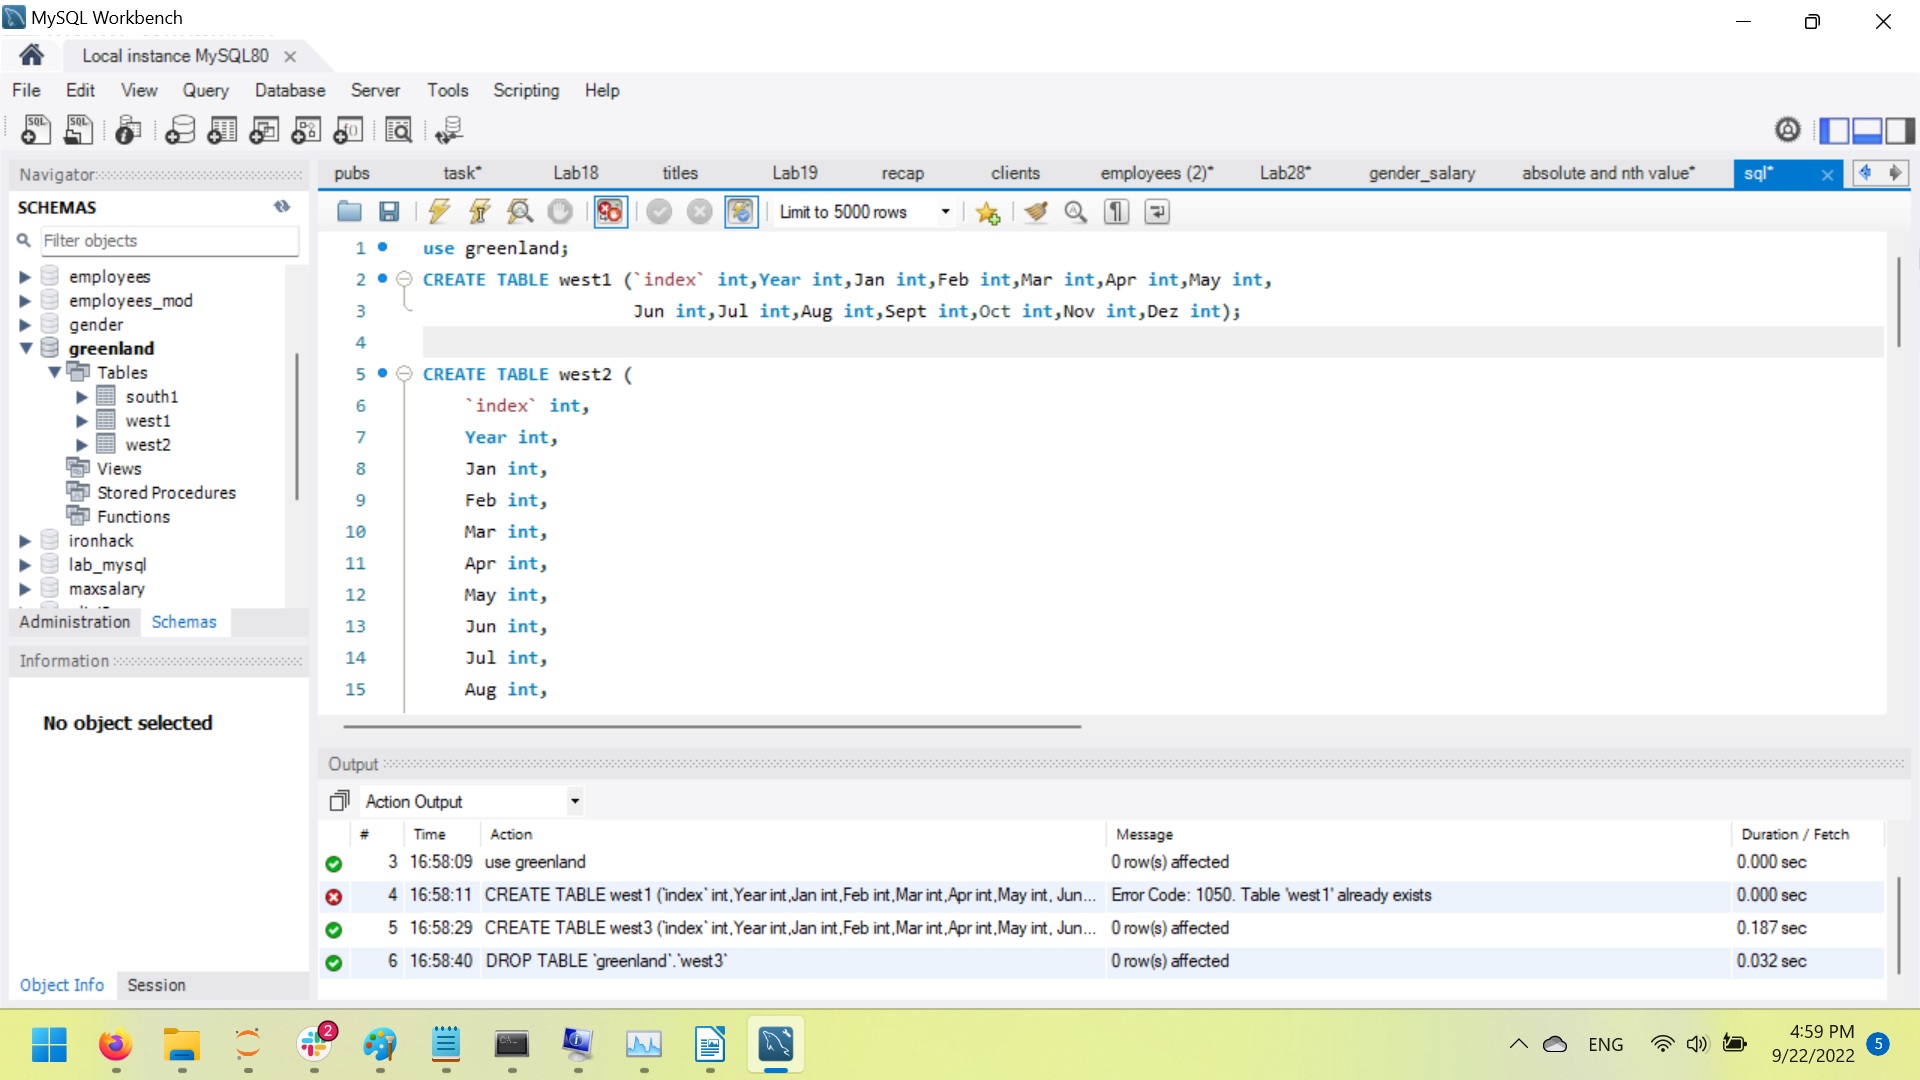 MySQL Workbench
Local instance MySQL80
File Edit View Query Database Server Tools Scripting Help
Navigator
SCHEMAS
Filter objects
employees
employees_mod
gender
greenland
Tables
south1
west1
west2
Views
Stored Procedures
Functions
ironhack
lab_mysql
maxsalary
Administration Schemas
Information
No object selected
Object Info Session
pubs task* Lab18 titles Lab19 recap clients employees (2)* Lab28* gender_salary absolute and nth value* sql*
Limit to 5000 rows
1 use greenland;
2 CREATE TABLE west1 (`index` int,Year int,Jan int,Feb int,Mar int,Apr int,May int,
3 Jun int,Jul int,Aug int,Sept int,Oct int,Nov int,Dez int);
4
5 CREATE TABLE west2 (
6 `index` int,
7 Year int,
8 Jan int,
9 Feb int,
10 Mar int,
11 Apr int,
12 May int,
13 Jun int,
14 Jul int,
15 Aug int,
Output
Action Output
# Time Action Message Duration / Fetch
3 16:58:09 use greenland 0 row(s) affected 0.000 sec
4 16:58:11 CREATE TABLE west1 (`index` int,Year int,Jan int,Feb int,Mar int,Apr int,May int, Jun... Error Code: 1050. Table 'west1' already exists 0.000 sec
5 16:58:29 CREATE TABLE west3 (`index` int,Year int,Jan int,Feb int,Mar int,Apr int,May int, Jun... 0 row(s) affected 0.187 sec
6 16:58:40 DROP TABLE `greenland`.`west3` 0 row(s) affected 0.032 sec
2
ENG
4:59 PM
9/22/2022
5